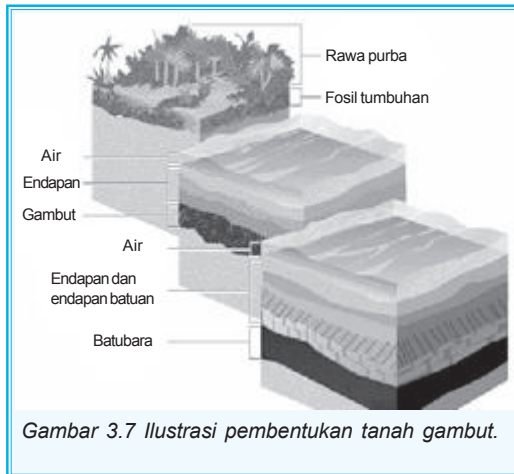 Rawa purba
Fosil tumbuhan
Air
Endapan
Gambut
Air
Endapan dan
endapan batuan
Batubara
Gambar 3.7 Ilustrasi pembentukan tanah gambut.